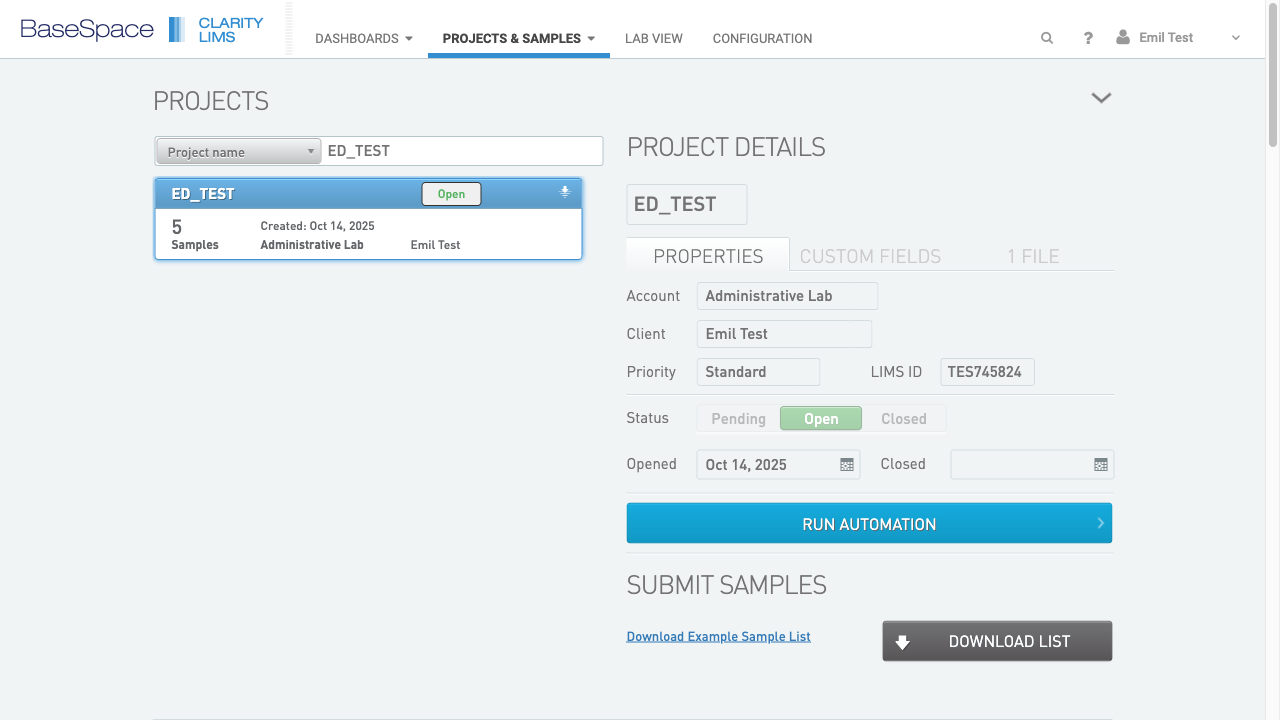 BaseSpace CLARITY LIMS
DASHBOARDS PROJECTS & SAMPLES LAB VIEW CONFIGURATION ? Emil Test
PROJECTS
Project name ED_TEST
ED_TEST Open
5 Samples
Created: Oct 14, 2025
Administrative Lab Emil Test
PROJECT DETAILS
ED_TEST
PROPERTIES CUSTOM FIELDS 1 FILE
Account Administrative Lab
Client Emil Test
Priority Standard LIMS ID TES745824
Status Pending Open Closed
Opened Oct 14, 2025 Closed
RUN AUTOMATION
SUBMIT SAMPLES
Download Example Sample List DOWNLOAD LIST